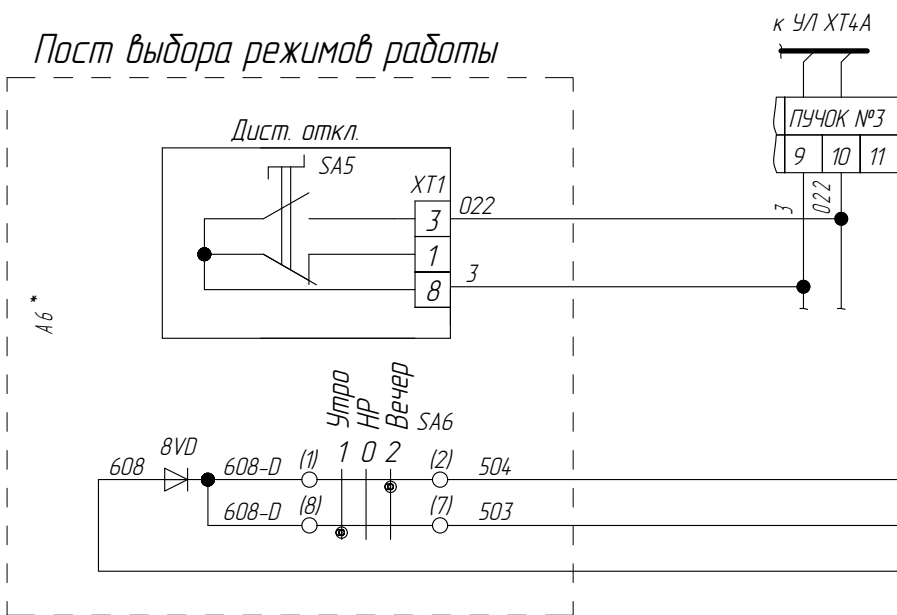 к УЛ ХТ4А
Пост выбора режимов работы
ПУЧОК №3
9 10 11
Дист. откл.
SA5
ХТ1
3 022
1
8 3
3 022
А6*
Утро НР Вечер SA6
1 0 2
608 8VD 608-D (1) (2) 504
608-D (8) (7) 503